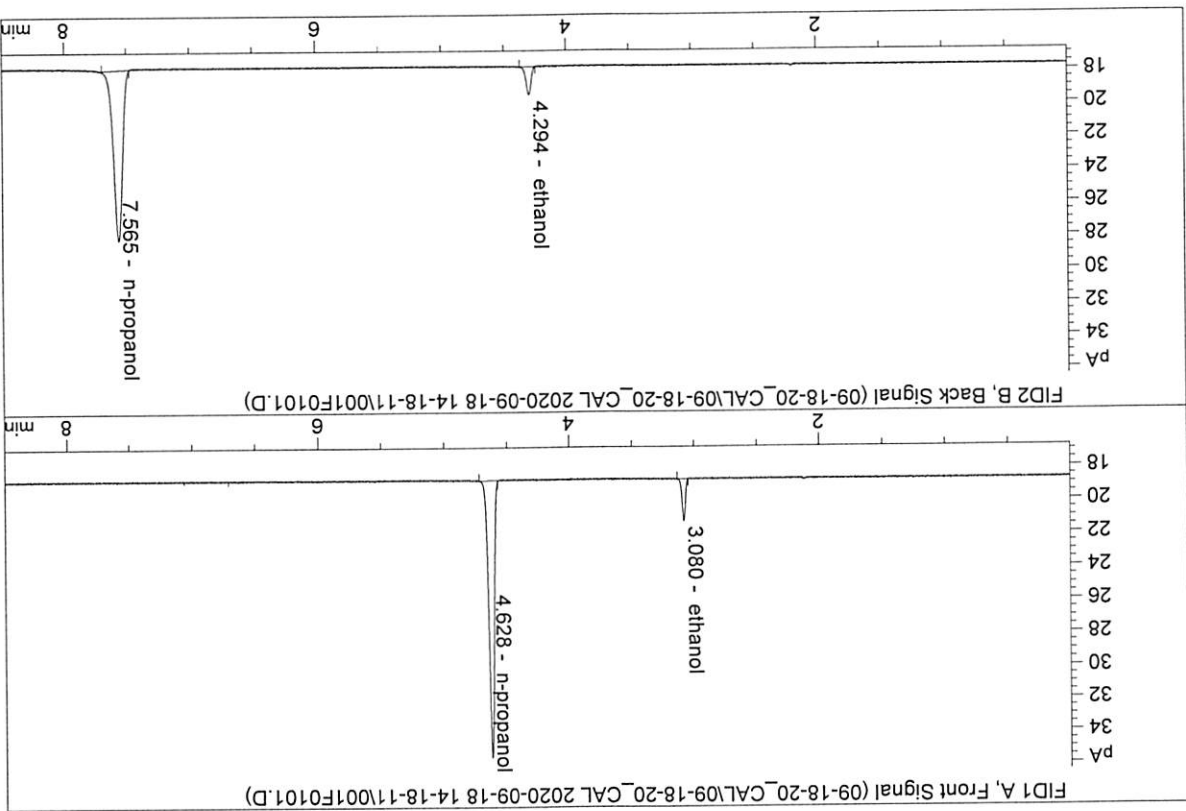 FID1 A, Front Signal (09-18-20_CAL\09-18-20_CAL 2020-09-18 14-18-11\001F0101.D)
pA
34
32
30
28
26
24
22
20
18
3.080 - ethanol
4.628 - n-propanol
2
4
6
8
min
FID2 B, Back Signal (09-18-20_CAL\09-18-20_CAL 2020-09-18 14-18-11\001F0101.D)
pA
34
32
30
28
26
24
22
20
18
4.294 - ethanol
7.565 - n-propanol
2
4
6
8
min